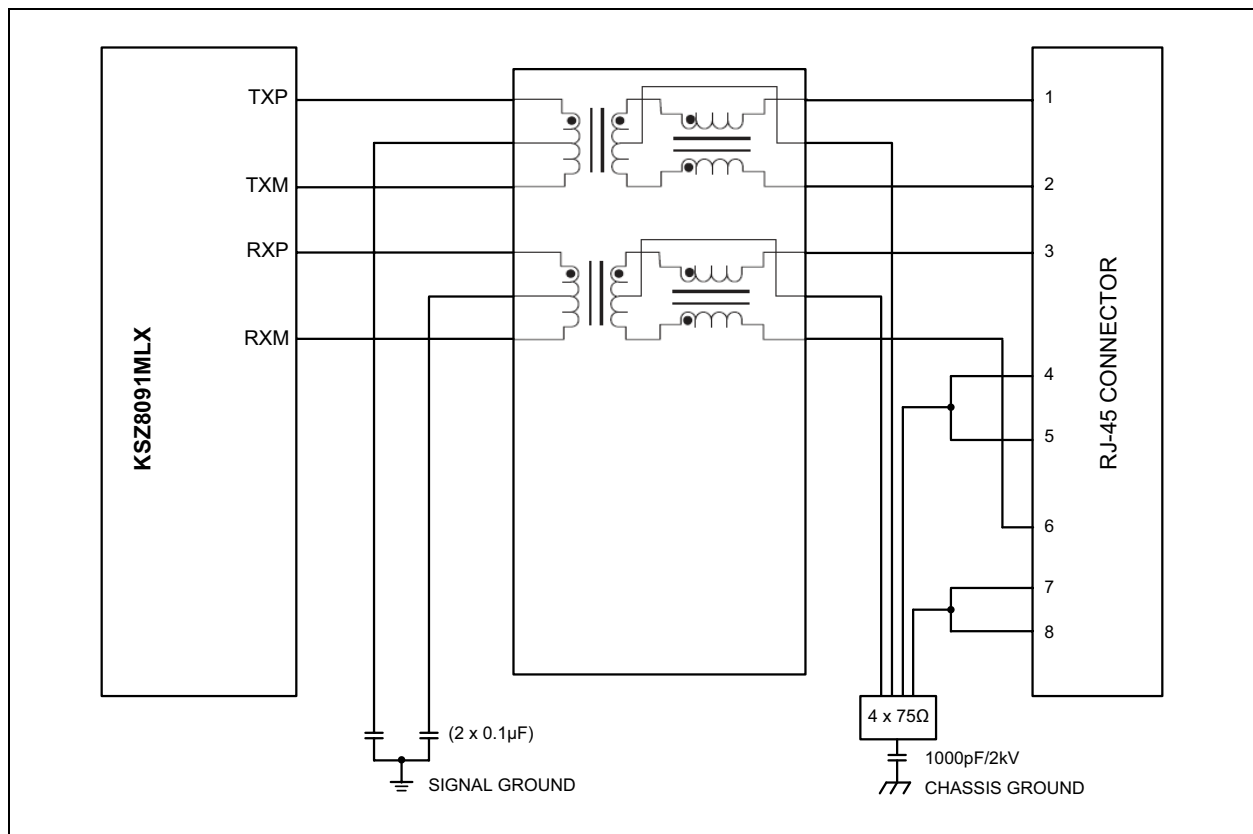 KSZ8091MLX
TXP
TXM
RXP
RXM
1
2
3
4
5
6
7
8
RJ-45 CONNECTOR
(2 x 0.1µF)
SIGNAL GROUND
4 x 75Ω
1000pF/2kV
CHASSIS GROUND